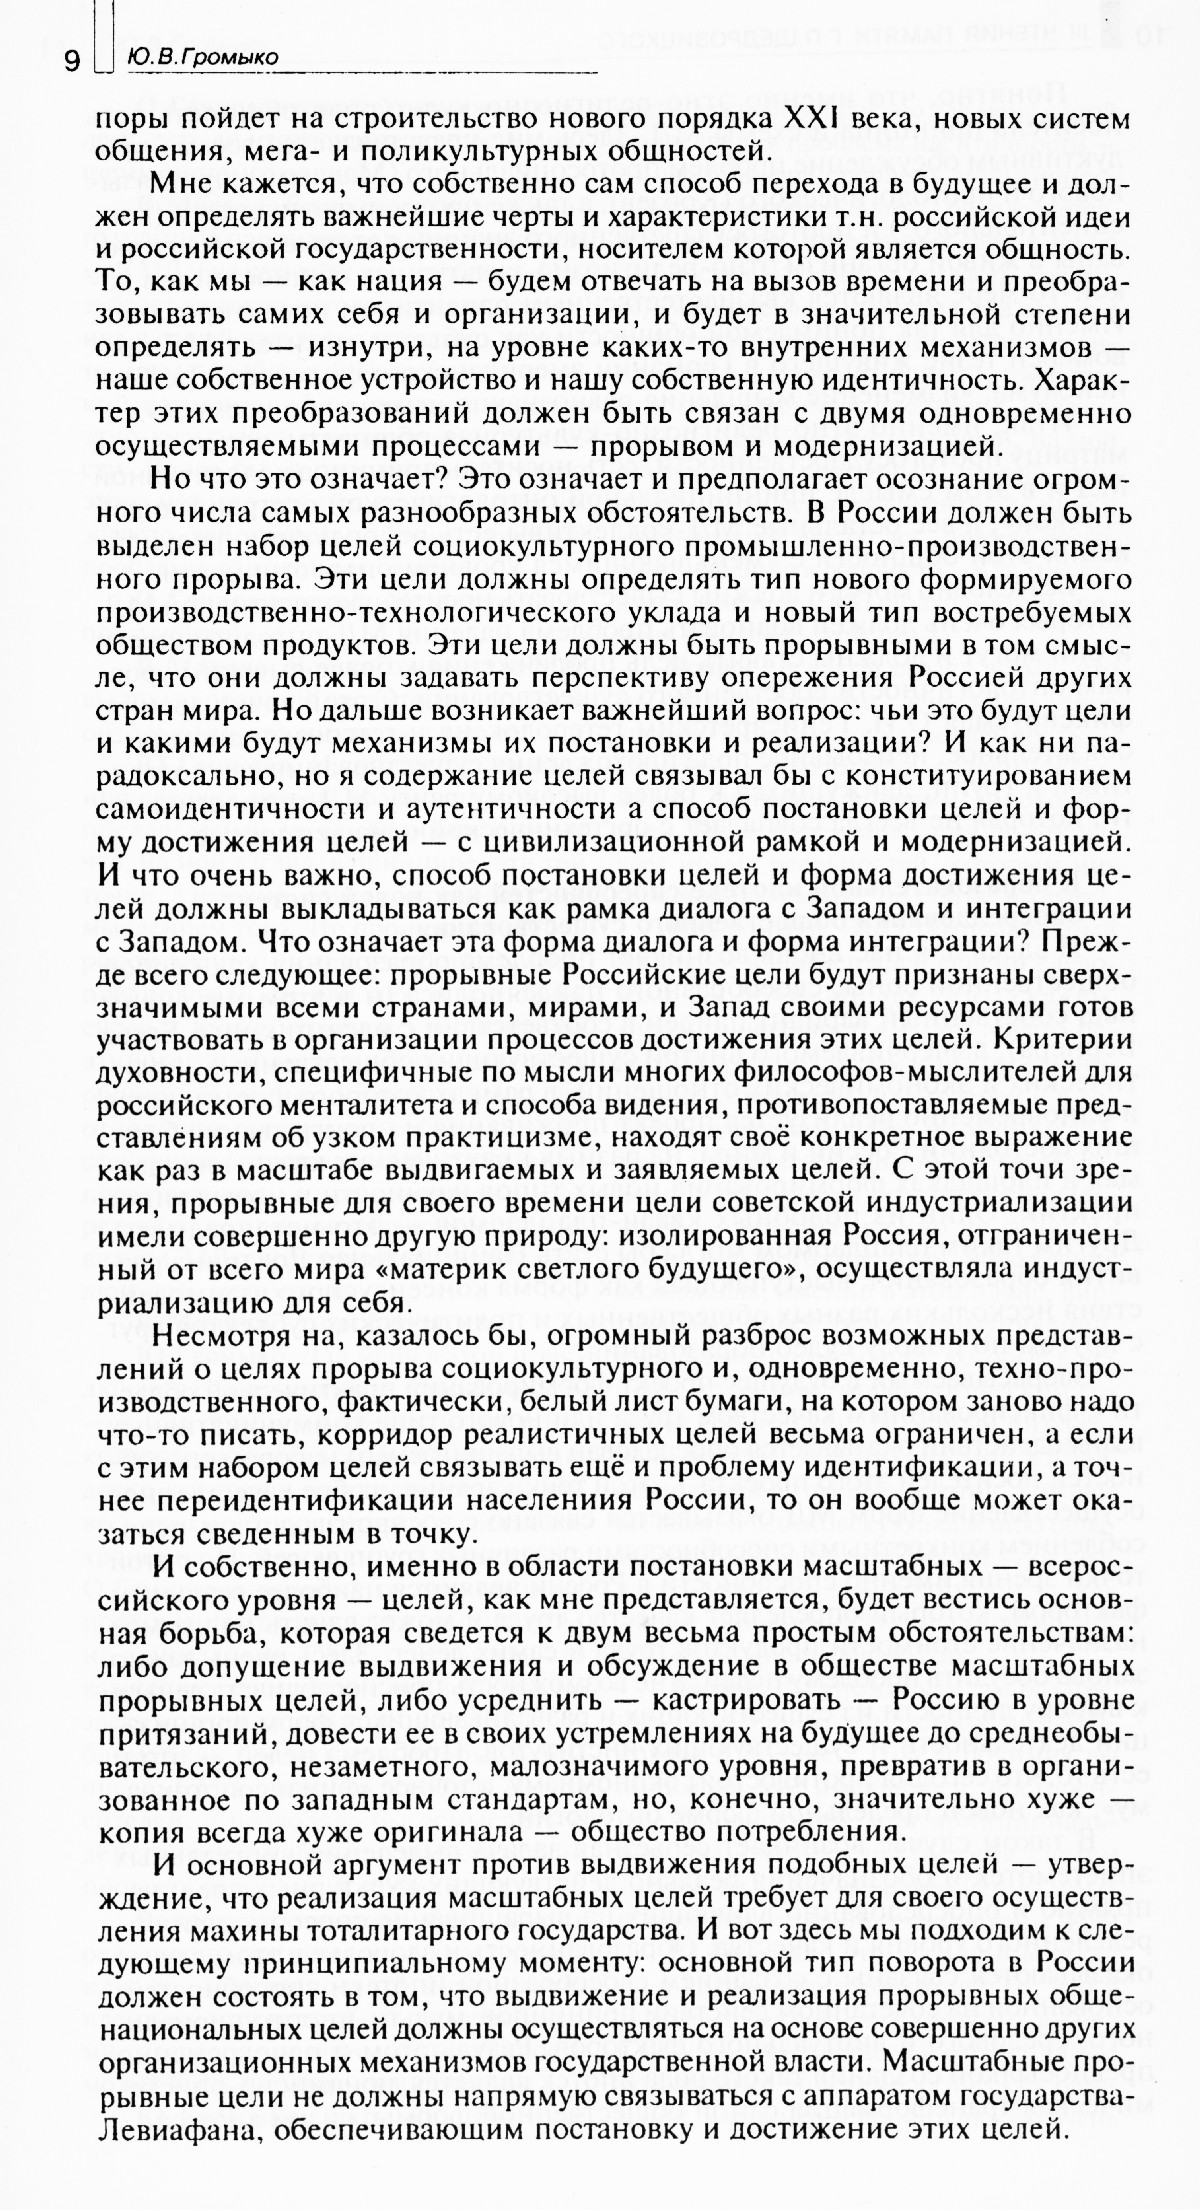 9
Ю.В.Громыко
поры пойдет на строительство нового порядка XXI века, новых систем
общения, мега- и поликультурных общностей.
Мне кажется, что собственно сам способ перехода в будущее и дол-
жен определять важнейшие черты и характеристики т.н. российской идеи
и российской государственности, носителем которой является общность.
То, как мы — как нация — будем отвечать на вызов времени и преобра-
зовывать самих себя и организации, и будет в значительной степени
определять — изнутри, на уровне каких-то внутренних механизмов —
наше собственное устройство и нашу собственную идентичность. Харак-
тер этих преобразований должен быть связан с двумя одновременно
осуществляемыми процессами — прорывом и модернизацией.
Но что это означает? Это означает и предполагает осознание огром-
ного числа самых разнообразных обстоятельств. В России должен быть
выделен набор целей социокультурного промышленно-производствен-
ного прорыва. Эти цели должны определять тип нового формируемого
производственно-технологического уклада и новый тип востребуемых
обществом продуктов. Эти цели должны быть прорывными в том смыс-
ле, что они должны задавать перспективу опережения Россией других
стран мира. Но дальше возникает важнейший вопрос: чьи это будут цели
и какими будут механизмы их постановки и реализации? И как ни па-
радоксально, но я содержание целей связывал бы с конституированием
самоидентичности и аутентичности а способ постановки целей и фор-
му достижения целей — с цивилизационной рамкой и модернизацией.
И что очень важно, способ постановки целей и форма достижения це-
лей должны выкладываться как рамка диалога с Западом и интеграции
с Западом. Что означает эта форма диалога и форма интеграции? Преж-
де всего следующее: прорывные Российские цели будут признаны сверх-
значимыми всеми странами, мирами, и Запад своими ресурсами готов
участвовать в организации процессов достижения этих целей. Критерии
духовности, специфичные по мысли многих философов-мыслителей для
российского менталитета и способа видения, противопоставляемые пред-
ставлениям об узком практицизме, находят своё конкретное выражение
как раз в масштабе выдвигаемых и заявляемых целей. С этой точки зре-
ния, прорывные для своего времени цели советской индустриализации
имели совершенно другую природу: изолированная Россия, отграничен-
ный от всего мира «материк светлого будущего», осуществляла индуст-
риализацию для себя.
Несмотря на, казалось бы, огромный разброс возможных представ-
лений о целях прорыва социокультурного и, одновременно, техно-про-
изводственного, фактически, белый лист бумаги, на котором заново надо
что-то писать, корридор реалистичных целей весьма ограничен, а если
с этим набором целей связывать ещё и проблему идентификации, а точ-
нее переидентификации населениия России, то он вообще может ока-
заться сведенным в точку.
И собственно, именно в области постановки масштабных — всерос-
сийского уровня — целей, как мне представляется, будет вестись основ-
ная борьба, которая сведется к двум весьма простым обстоятельствам:
либо допущение выдвижения и обсуждение в обществе масштабных
прорывных целей, либо усреднить — кастрировать — Россию в уровне
притязаний, довести ее в своих устремлениях на будущее до среднеобы-
вательского, незаметного, малозначимого уровня, превратив в органи-
зованное по западным стандартам, но, конечно, значительно хуже —
копия всегда хуже оригинала — общество потребления.
И основной аргумент против выдвижения подобных целей — утвер-
ждение, что реализация масштабных целей требует для своего осуществ-
ления махины тоталитарного государства. И вот здесь мы подходим к сле-
дующему принципиальному моменту: основной тип поворота в России
должен состоять в том, что выдвижение и реализация прорывных обще-
национальных целей должны осуществляться на основе совершенно других
организационных механизмов государственной власти. Масштабные про-
рывные цели не должны напрямую связываться с аппаратом государства-
Левиафана, обеспечивающим постановку и достижение этих целей.